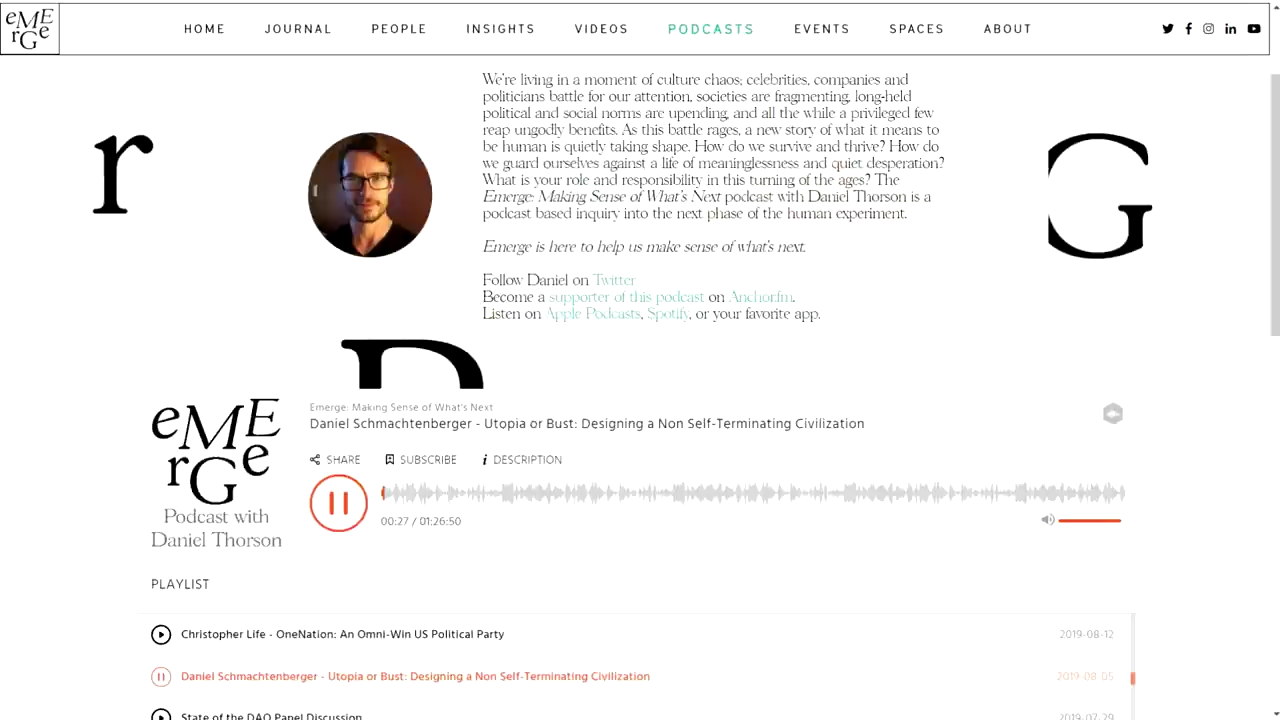 eMErGe
HOME JOURNAL PEOPLE INSIGHTS VIDEOS PODCASTS EVENTS SPACES ABOUT
We're living in a moment of culture chaos; celebrities, companies and
politicians battle for our attention, societies are fragmenting, long-held
political and social norms are upending, and all the while a privileged few
reap ungodly benefits. As this battle rages, a new story of what it means to
be human is quietly taking shape. How do we survive and thrive? How do
we guard ourselves against a life of meaninglessness and quiet desperation?
What is your role and responsibility in this turning of the ages? The
Emerge: Making Sense of What's Next podcast with Daniel Thorson is a
podcast based inquiry into the next phase of the human experiment.
Emerge is here to help us make sense of what's next.
Follow Daniel on Twitter
Become a supporter of this podcast on Anchor.fm.
Listen on Apple Podcasts, Spotify, or your favorite app.
r
G
eMErGe
Podcast with
Daniel Thorson
Emerge: Making Sense of What's Next
Daniel Schmachtenberger - Utopia or Bust: Designing a Non Self-Terminating Civilization
SHARE SUBSCRIBE DESCRIPTION
00:27 / 01:26:50
PLAYLIST
Christopher Life - OneNation: An Omni-Win US Political Party 2019-08-12
Daniel Schmachtenberger - Utopia or Bust: Designing a Non Self-Terminating Civilization 2019-08-05
State of the DAO Panel Discussion 2019-07-29